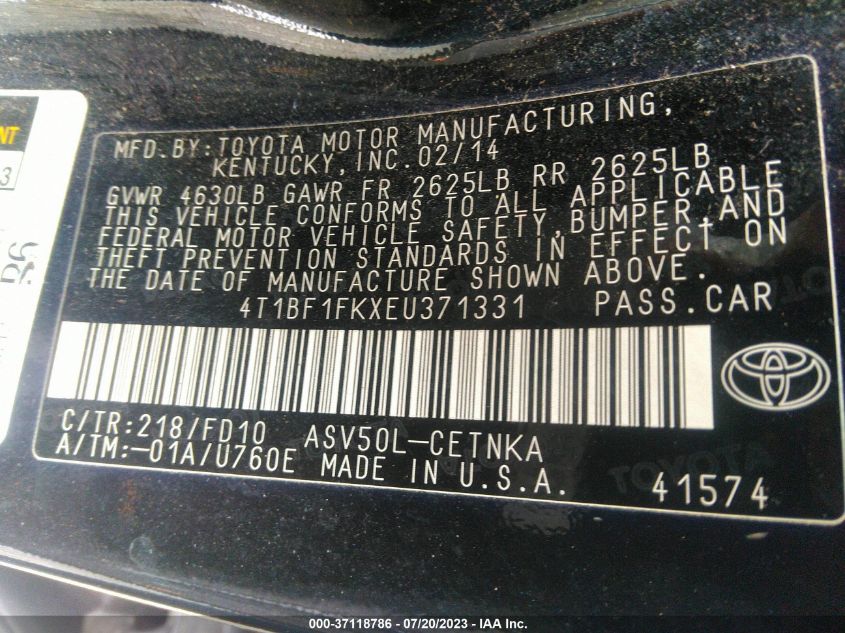 NT
3
B6
MFD.BY:TOYOTA MOTOR MANUFACTURING,
KENTUCKY,INC.02/14
GVWR 4630LB GAWR FR 2625LB RR 2625LB
THIS VEHICLE CONFORMS TO ALL APPLICABLE
FEDERAL MOTOR VEHICLE SAFETY,BUMPER,AND
THEFT PREVENTION STANDARDS IN EFFECT ON
THE DATE OF MANUFACTURE SHOWN ABOVE.
4T1BF1FKXEU371331 PASS.CAR
C/TR:218/FD10 ASV50L-CETNKA
A/TM:-01A/U760E MADE IN U.S.A. 41574
000-37118786 - 07/20/2023 - IAA Inc.